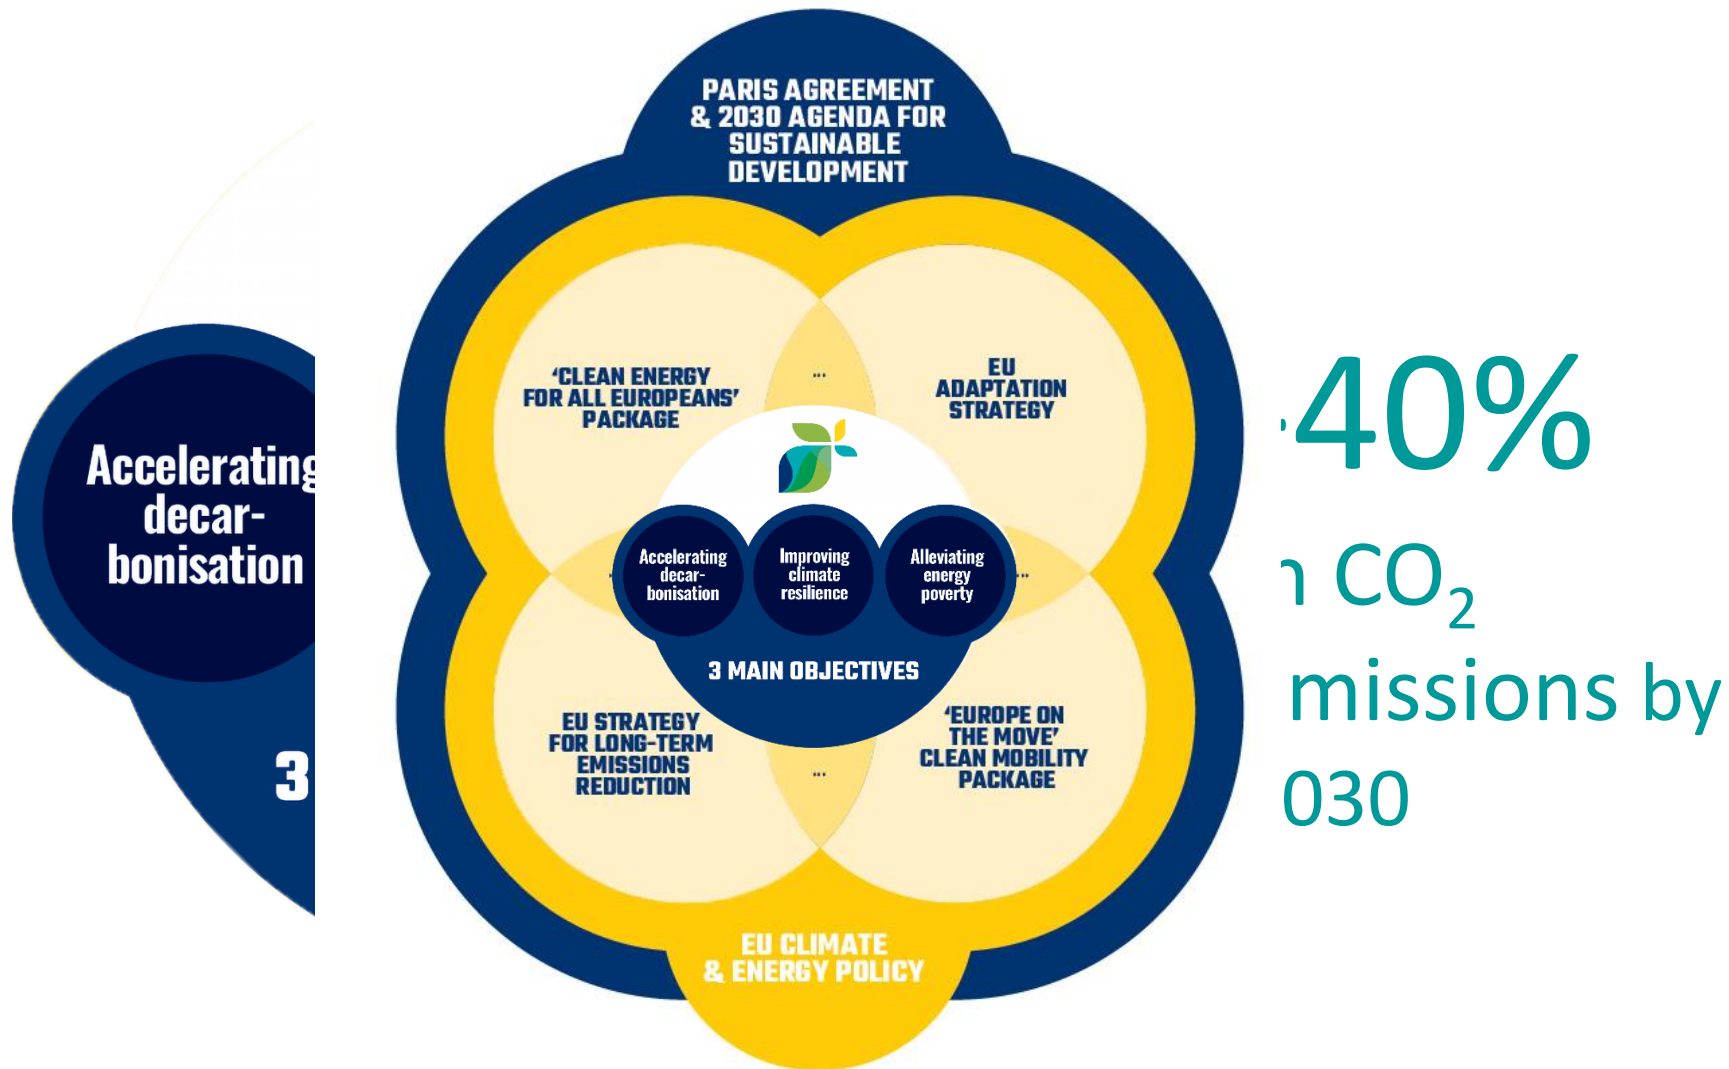 PARIS AGREEMENT
& 2030 AGENDA FOR
SUSTAINABLE
DEVELOPMENT
'CLEAN ENERGY
FOR ALL EUROPEANS'
PACKAGE
...
EU
ADAPTATION
STRATEGY
Accelerating
decar-
bonisation
3
Accelerating
decar-
bonisation
Improving
climate
resilience
Alleviating
energy
poverty
...
3 MAIN OBJECTIVES
EU STRATEGY
FOR LONG-TERM
EMISSIONS
REDUCTION
...
'EUROPE ON
THE MOVE'
CLEAN MOBILITY
PACKAGE
EU CLIMATE
& ENERGY POLICY
-40%
CO₂
missions by
030